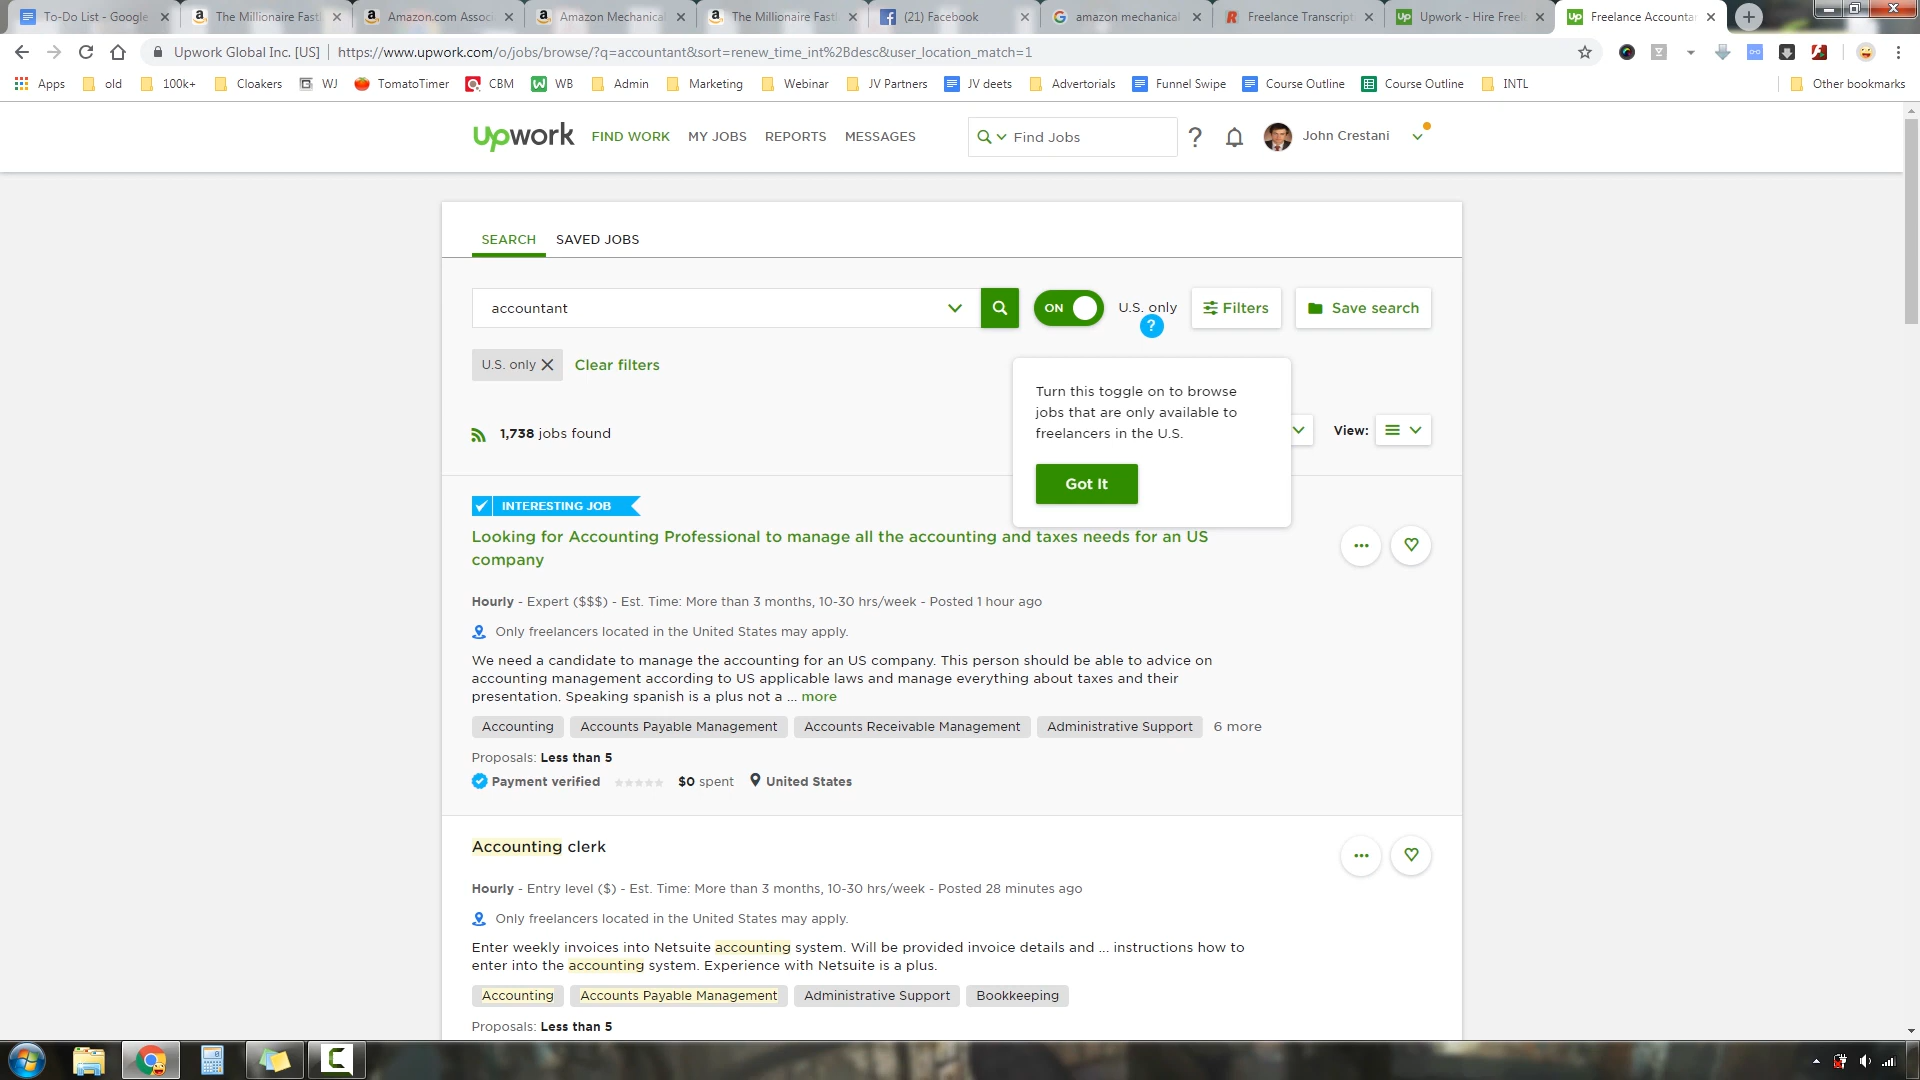 To-Do List - Google
The Millionaire Fastl
Amazon.com Associ
Amazon Mechanical
The Millionaire Fastl
(21) Facebook
amazon mechanical
Freelance Transcript
Upwork - Hire Freel
Freelance Accountan
Upwork Global Inc. [US]
https://www.upwork.com/o/jobs/browse/?q=accountant&sort=renew_time_int%2Bdesc&user_location_match=1
Apps
old
100k+
Cloakers
WJ
TomatoTimer
CBM
WB
Admin
Marketing
Webinar
JV Partners
JV deets
Advertorials
Funnel Swipe
Course Outline
Course Outline
INTL
Other bookmarks
upwork
FIND WORK
MY JOBS
REPORTS
MESSAGES
Find Jobs
?
John Crestani
SEARCH
SAVED JOBS
accountant
ON
U.S. only
?
Filters
Save search
U.S. only
Clear filters
Turn this toggle on to browse
jobs that are only available to
freelancers in the U.S.
Got It
1,738 jobs found
View:
INTERESTING JOB
Looking for Accounting Professional to manage all the accounting and taxes needs for an US
company
Hourly - Expert ($$$) - Est. Time: More than 3 months, 10-30 hrs/week - Posted 1 hour ago
Only freelancers located in the United States may apply.
We need a candidate to manage the accounting for an US company. This person should be able to advice on
accounting management according to US applicable laws and manage everything about taxes and their
presentation. Speaking spanish is a plus not a ... more
Accounting
Accounts Payable Management
Accounts Receivable Management
Administrative Support
6 more
Proposals: Less than 5
Payment verified
$0 spent
United States
Accounting clerk
Hourly - Entry level ($) - Est. Time: More than 3 months, 10-30 hrs/week - Posted 28 minutes ago
Only freelancers located in the United States may apply.
Enter weekly invoices into Netsuite accounting system. Will be provided invoice details and ... instructions how to
enter into the accounting system. Experience with Netsuite is a plus.
Accounting
Accounts Payable Management
Administrative Support
Bookkeeping
Proposals: Less than 5